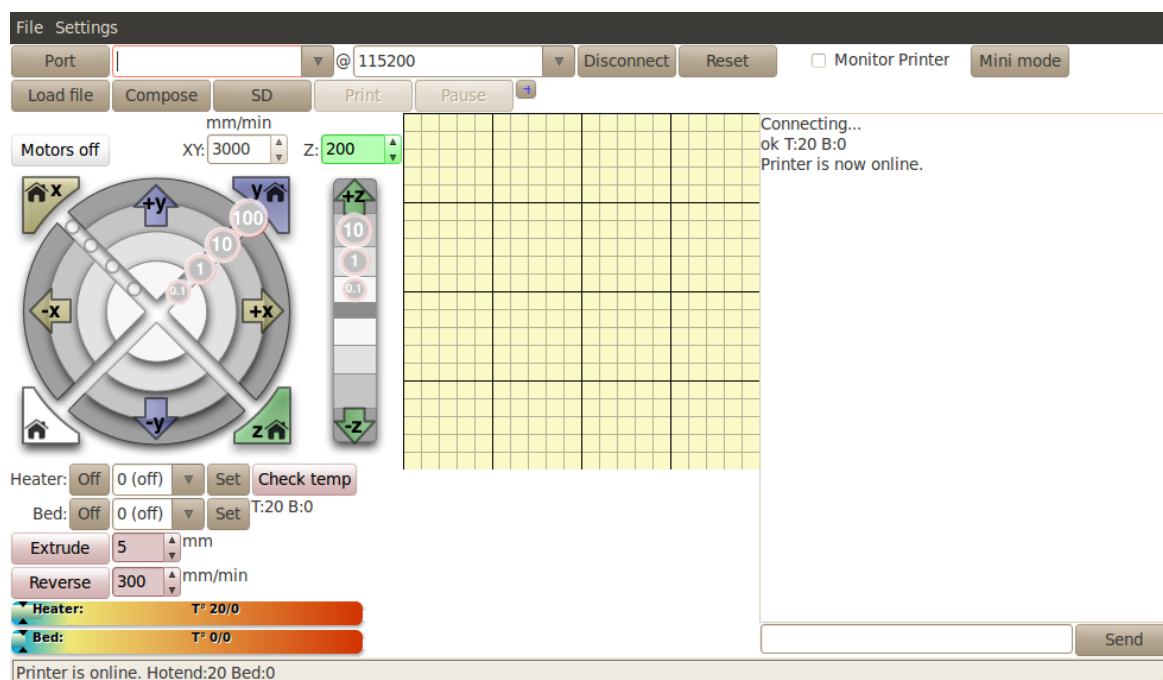 File Settings
Port @ 115200 Disconnect Reset Monitor Printer Mini mode
Load file Compose SD Print Pause
mm/min
Motors off XY: 3000 Z: 200
Connecting...
ok T:20 B:0
Printer is now online.
x y +y +z
100
10 10
1 1
0.1 0.1
-x +x
-y -z
z
Heater: Off 0 (off) Set Check temp
Bed: Off 0 (off) Set T:20 B:0
Extrude 5 mm
Reverse 300 mm/min
Heater: T° 20/0
Bed: T° 0/0
Send
Printer is online. Hotend:20 Bed:0